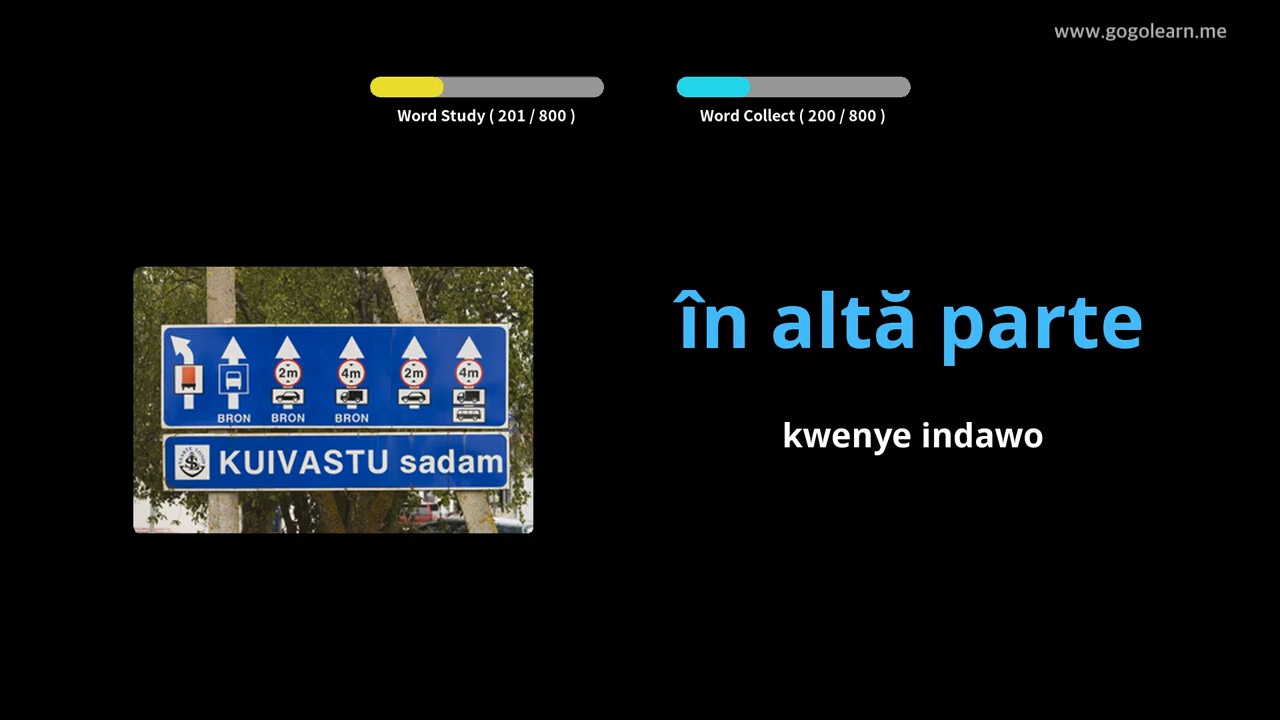 www.gogolearn.me
Word Study ( 201 / 800 )
Word Collect ( 200 / 800 )
2m 4m 2m 4m
BRON BRON BRON
KUIVASTU sadam
în altă parte
kwenye indawo